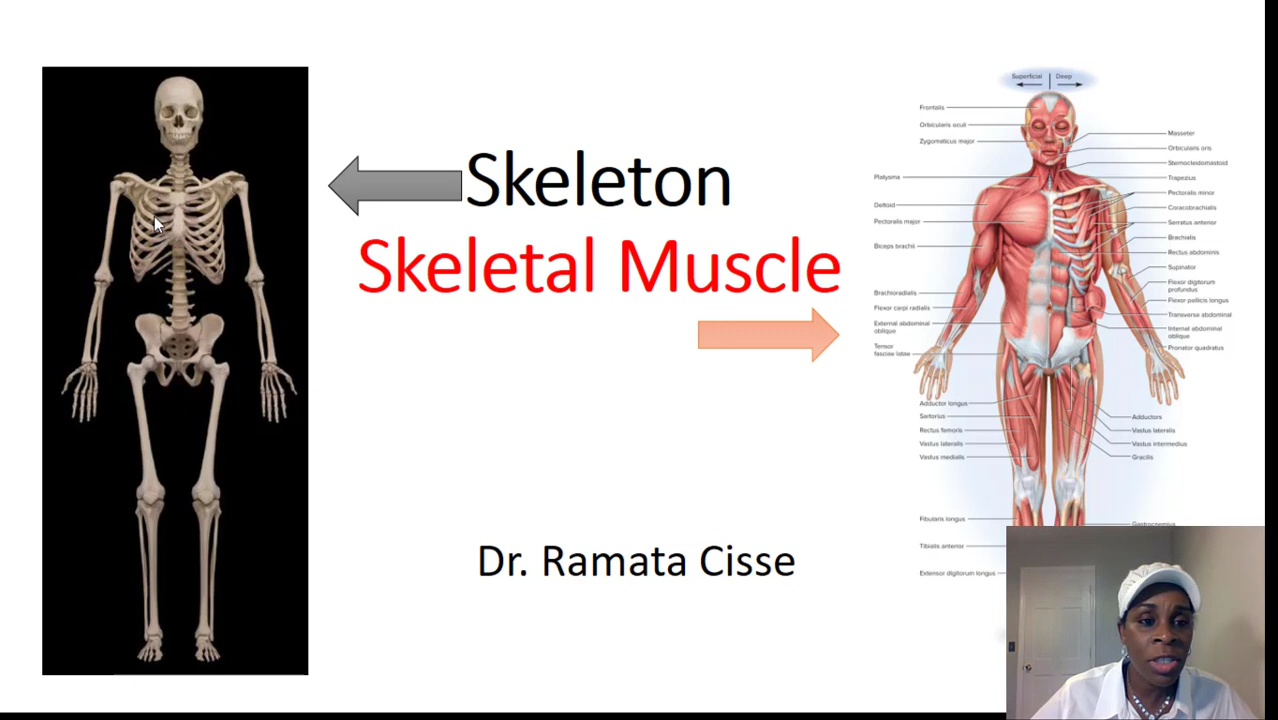 Superficial
Deep
Skeleton
Skeletal Muscle
Dr. Ramata Cisse
Frontalis
Orbicularis oculi
Zygomaticus major
Platysma
Deltoid
Pectoralis major
Biceps brachii
Brachioradialis
Flexor carpi radialis
External abdominal
oblique
Tensor
fasciae latae
Adductor longus
Sartorius
Rectus femoris
Vastus lateralis
Vastus medialis
Fibularis longus
Tibialis anterior
Extensor digitorum longus
Masseter
Orbicularis oris
Sternocleidomastoid
Trapezius
Pectoralis minor
Coracobrachialis
Serratus anterior
Brachialis
Rectus abdominis
Supinator
Flexor digitorum
profundus
Flexor pollicis longus
Transverse abdominal
Internal abdominal
oblique
Pronator quadratus
Adductors
Vastus lateralis
Vastus intermedius
Gracilis
Gastrocnemius